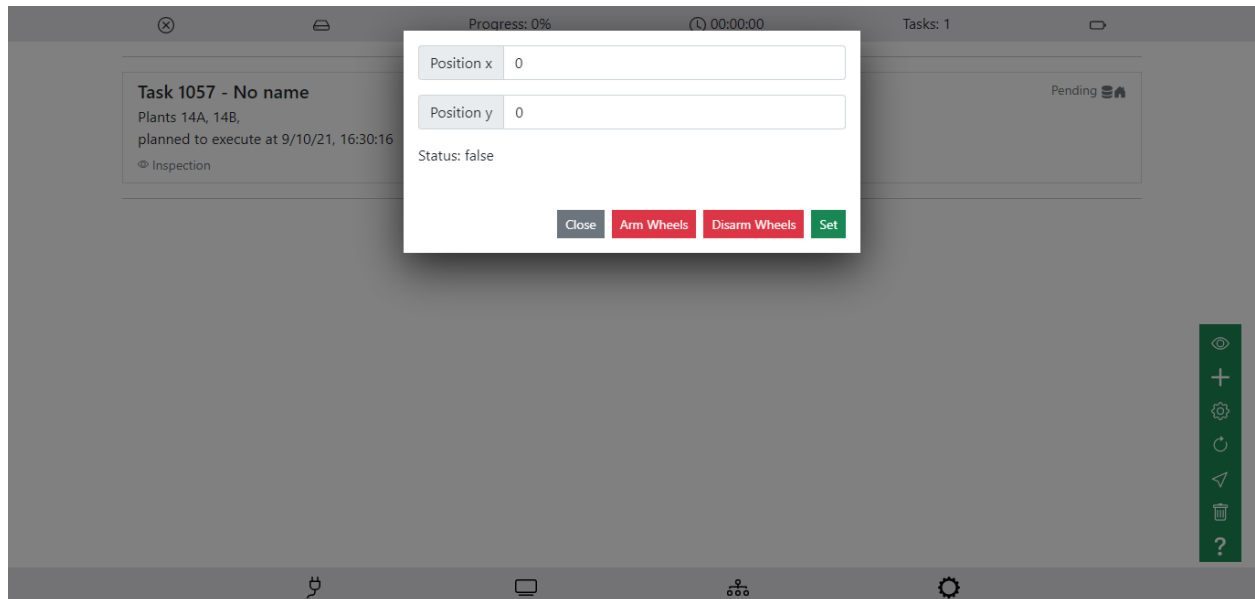 Progress: 0% 00:00:00 Tasks: 1
Position x 0
Task 1057 - No name Pending
Plants 14A, 14B,
Position y 0
planned to execute at 9/10/21, 16:30:16
Status: false
Inspection
Close Arm Wheels Disarm Wheels Set
?